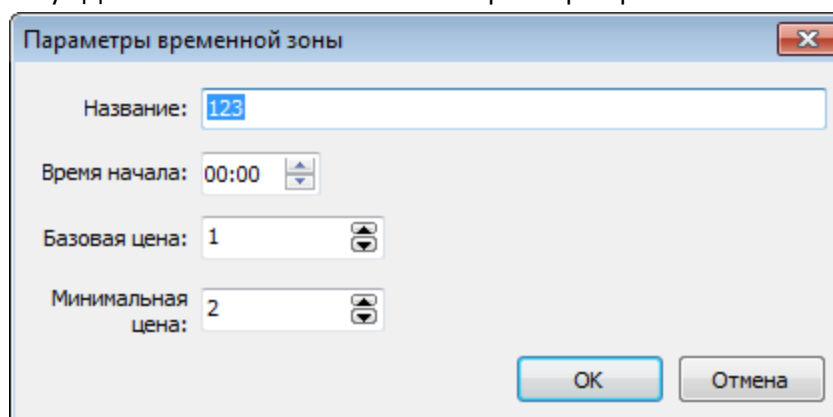 Параметры временной зоны
Название: 123
Время начала: 00:00
Базовая цена: 1
Минимальная
цена: 2
OK Отмена